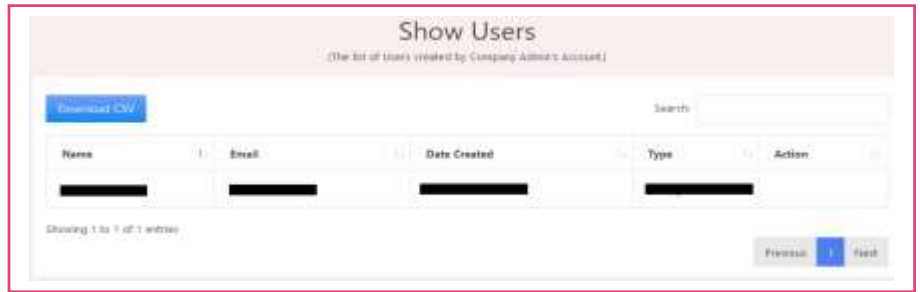 Show Users
(The list of Users created by Company Admin's Account.)
Download CSV
Search:
Name Email Date Created Type Action
Showing 1 to 1 of 1 entries
Previous 1 Next